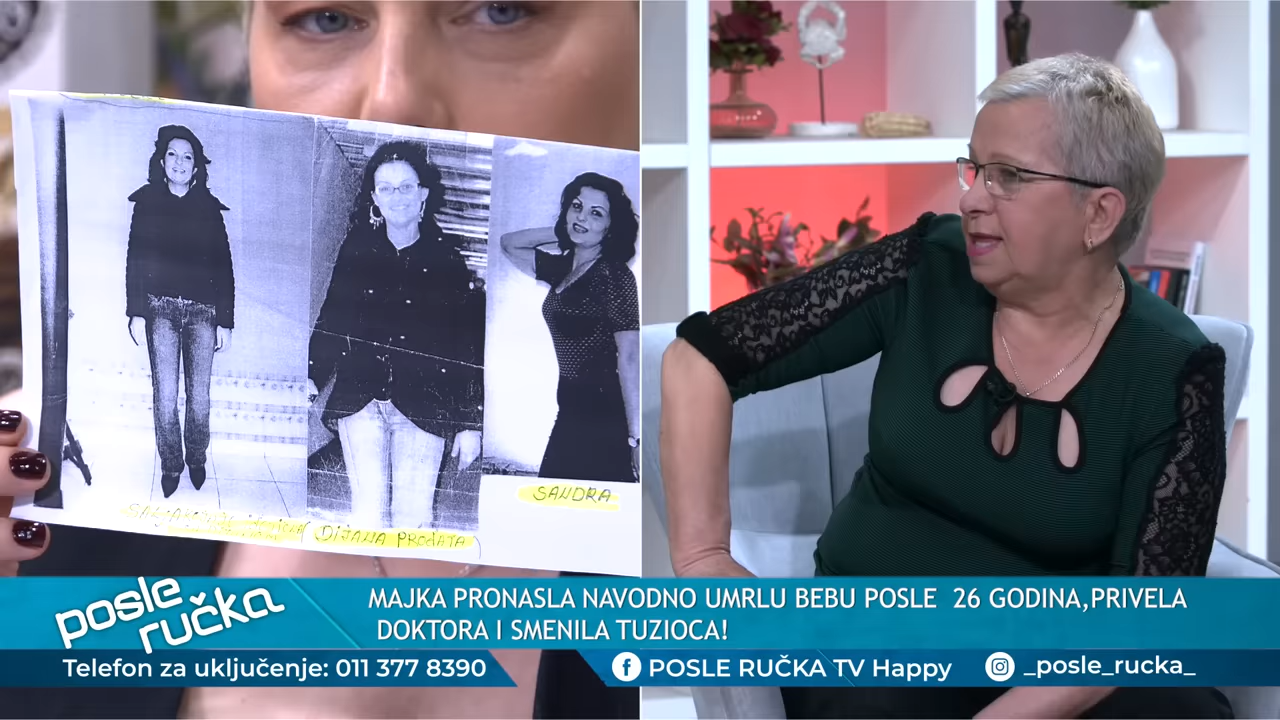 SANDRA
(DIJANA PRODATA)
posle
ručka
MAJKA PRONASLA NAVODNO UMRLU BEBU POSLE 26 GODINA,PRIVELA
DOKTORA I SMENILA TUZIOCA!
Telefon za uključenje: 011 377 8390
POSLE RUČKA TV Happy
_posle_rucka_